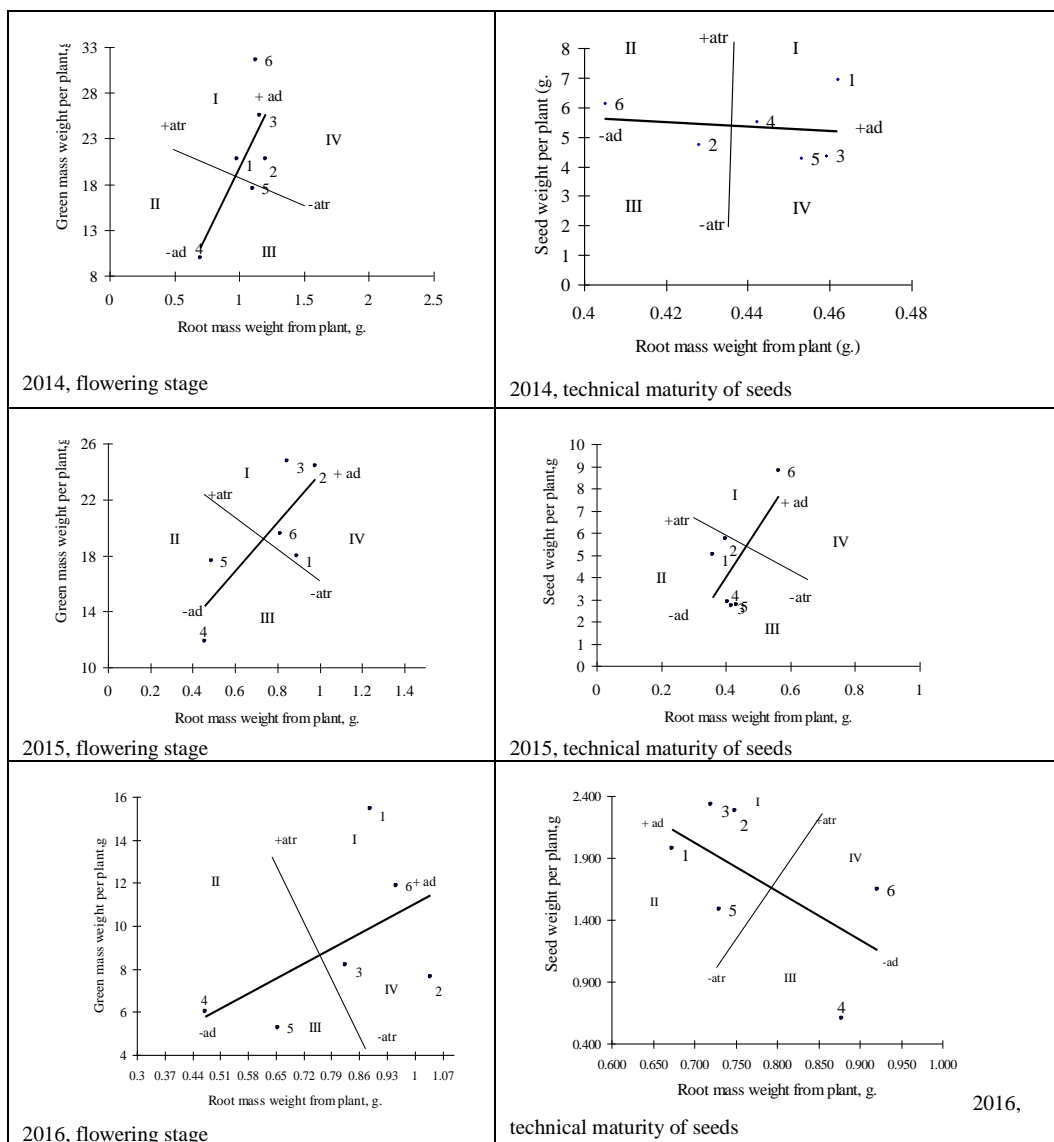 Green mass weight per plant,g
33
28
23
18
13
8
6
I
+ ad
3
+atr
IV
1
2
5
II
-atr
-ad
4
III
0
0.5
1
1.5
2
2.5
Root mass weight from plant, g.
2014, flowering stage
Seed weight per plant (g.
8
7
6
5
4
3
2
1
0
II
+atr
I
1
6
4
-ad
+ad
2
5
3
III
IV
-atr
0.4
0.42
0.44
0.46
0.48
Root mass weight from plant (g.)
2014, technical maturity of seeds
Green mass weight per plant,g
26
22
18
14
10
I
3
2
+ ad
+atr
6
II
IV
5
1
-atr
-ad
III
4
0
0.2
0.4
0.6
0.8
1
1.2
1.4
Root mass weight from plant, g.
2015, flowering stage
Seed weight per plant,g
10
9
8
7
6
5
4
3
2
1
0
6
I
+ ad
+atr
2
IV
1
II
4
-atr
3
5
-ad
III
0
0.2
0.4
0.6
0.8
1
Root mass weight from plant, g.
2015, technical maturity of seeds
Green mass weight per plant,g
16
14
12
10
8
6
4
1
+atr
I
II
6
+ ad
3
4
IV
2
-ad
5
III
-atr
0.3
0.37
0.44
0.51
0.58
0.65
0.72
0.79
0.86
0.93
1
1.07
Root mass weight from plant, g.
2016, flowering stage
Seed weight per plant,g
2.400
1.900
1.400
0.900
0.400
I
3
2
+ ad
+atr
1
IV
6
II
5
-ad
-atr
III
4
0.600
0.650
0.700
0.750
0.800
0.850
0.900
0.950
1.000
Root mass weight from plant, g.
2016,
technical maturity of seeds